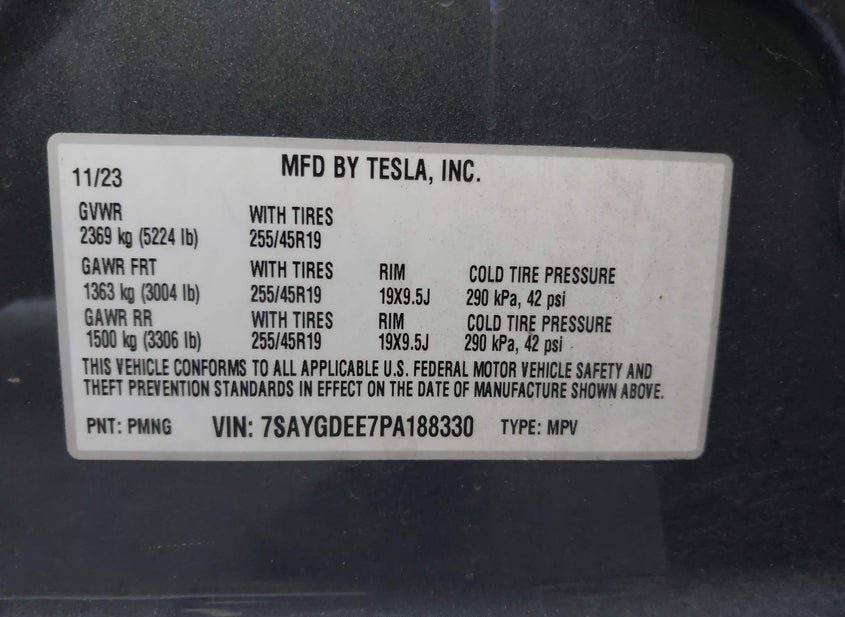 MFD BY TESLA, INC.
11/23
GVWR WITH TIRES
2369 kg (5224 lb) 255/45R19
GAWR FRT WITH TIRES RIM COLD TIRE PRESSURE
1363 kg (3004 lb) 255/45R19 19X9.5J 290 kPa, 42 psi
GAWR RR WITH TIRES RIM COLD TIRE PRESSURE
1500 kg (3306 lb) 255/45R19 19X9.5J 290 kPa, 42 psi
THIS VEHICLE CONFORMS TO ALL APPLICABLE U.S. FEDERAL MOTOR VEHICLE SAFETY AND
THEFT PREVENTION STANDARDS IN EFFECT ON THE DATE OF MANUFACTURE SHOWN ABOVE.
PNT: PMNG VIN: 7SAYGDEE7PA188330 TYPE: MPV